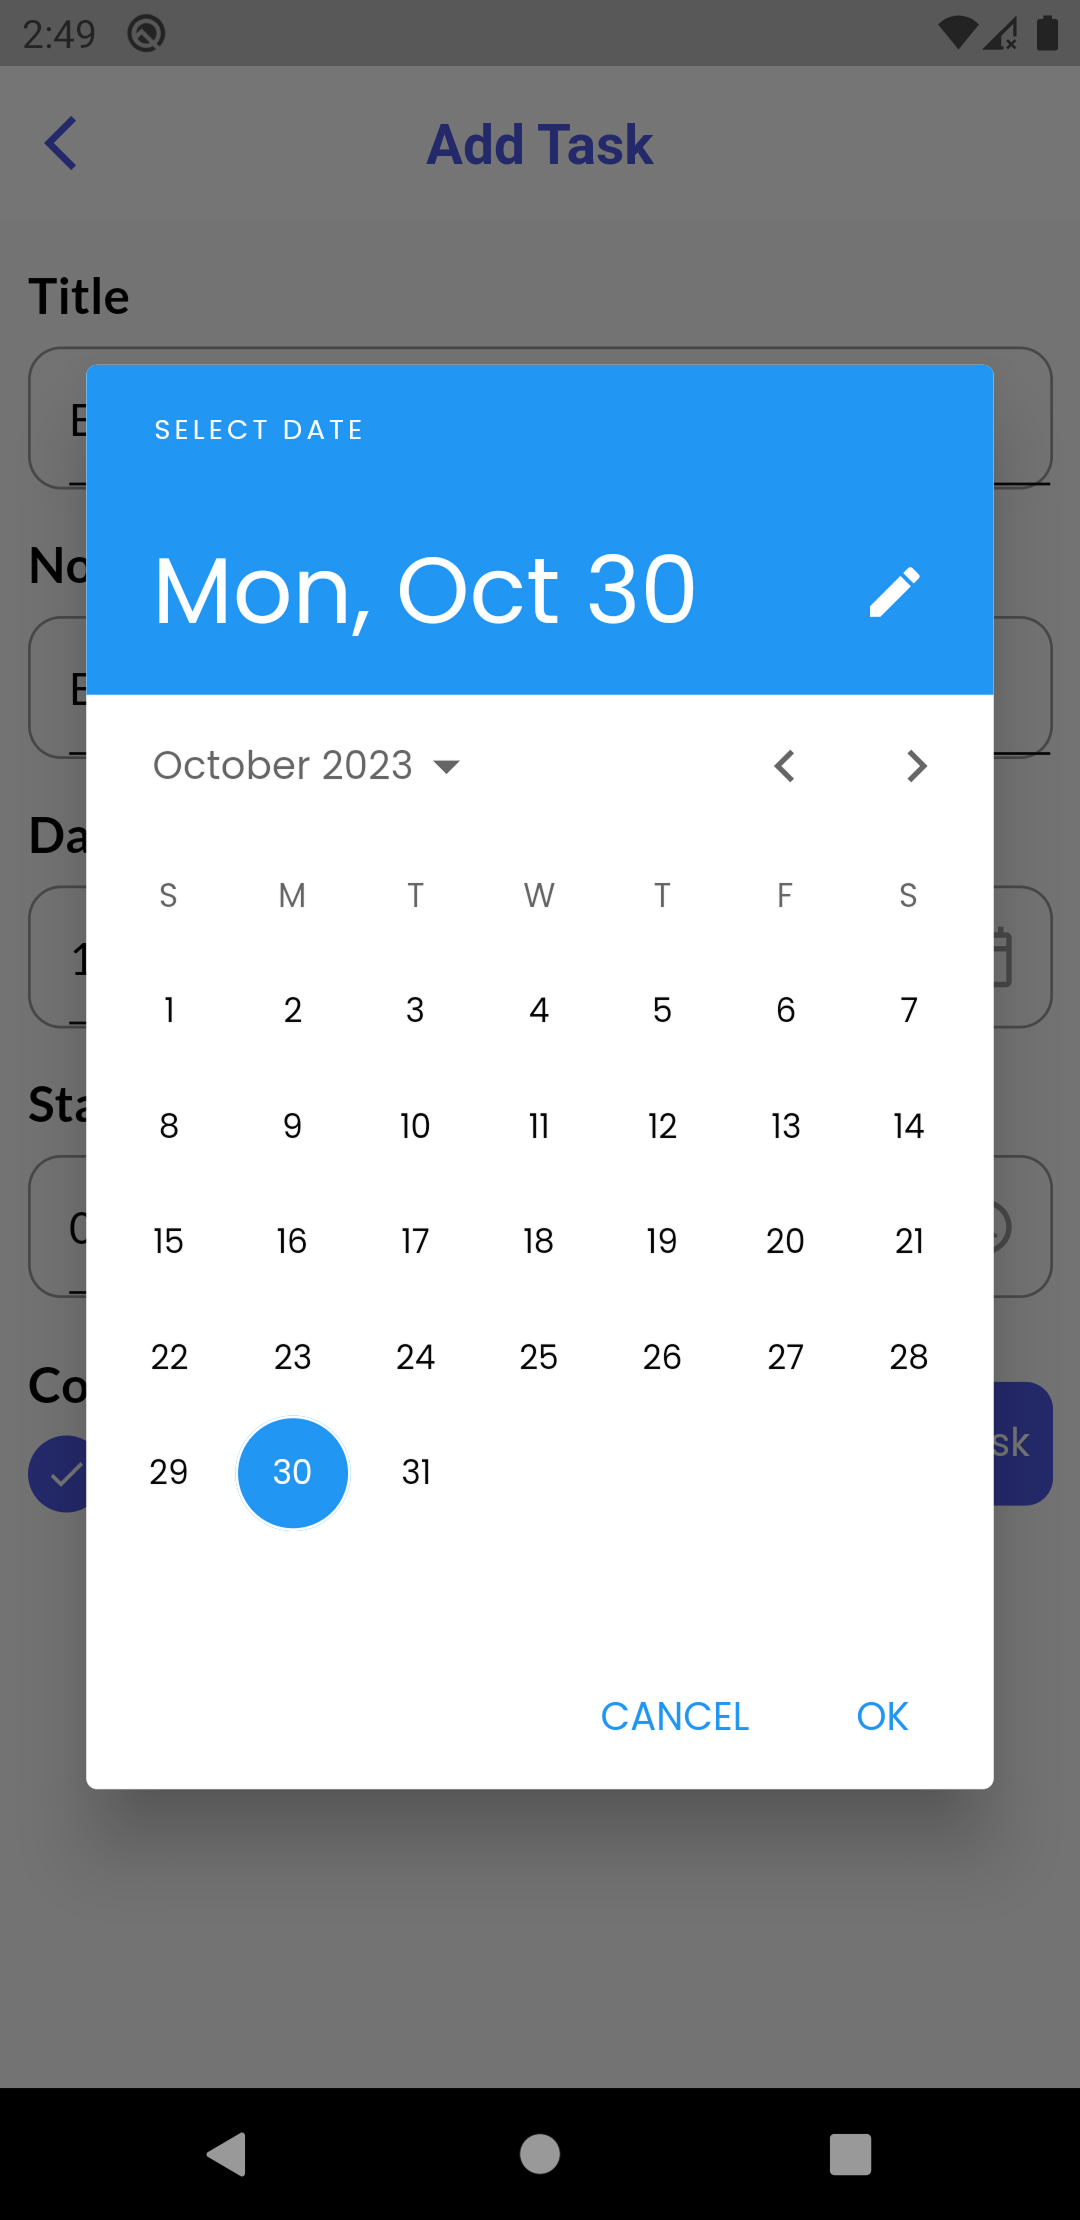 2:49
Add Task
Title
SELECT DATE
Mon, Oct 30
October 2023
S M T W T F S
1 2 3 4 5 6 7
8 9 10 11 12 13 14
15 16 17 18 19 20 21
22 23 24 25 26 27 28
29 30 31
CANCEL OK